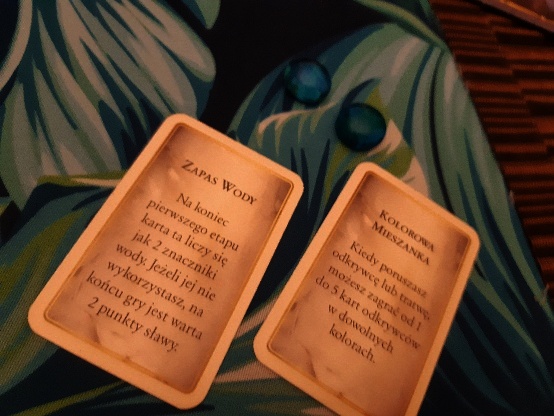 Zapas Wody
Na koniec
pierwszego etapu
karta ta liczy się
jak 2 znaczniki
wody. Jeżeli jej nie
wykorzystasz, na
końcu gry jest warta
2 punkty sławy.
Kolorowa
Mieszanka
Kiedy poruszasz
odkrywcę lub tratwę,
możesz zagrać od 1
do 5 kart odkrywców
w dowolnych
kolorach.